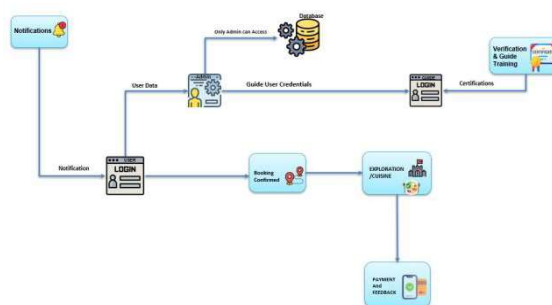 Notifications
Database
Only Admin can Access
Verification
& Guide
Training
User Data
ADMIN
Guide User Credentials
LOGIN
Certifications
Notification
USER
LOGIN
Booking
Confirmed
EXPLORATION
/CUISINE
PAYMENT
And
FEEDBACK